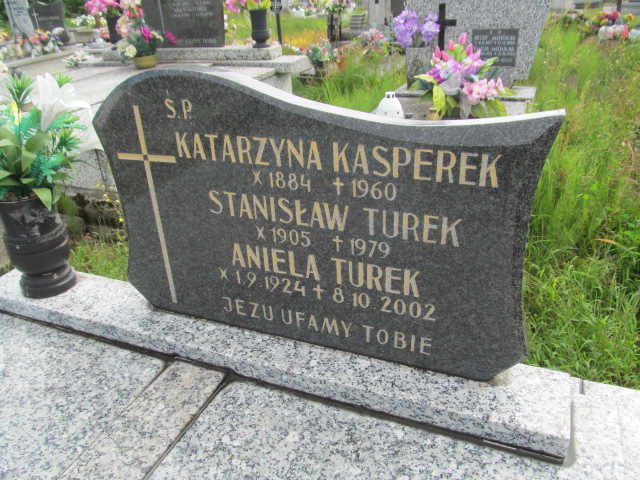 Ś.P.
KATARZYNA KASPEREK
× 1884 ✝ 1960
STANISŁAW TUREK
× 1905 ✝ 1979
ANIELA TUREK
× 1.9.1924 ✝ 8.10.2002
JEZU UFAMY TOBIE